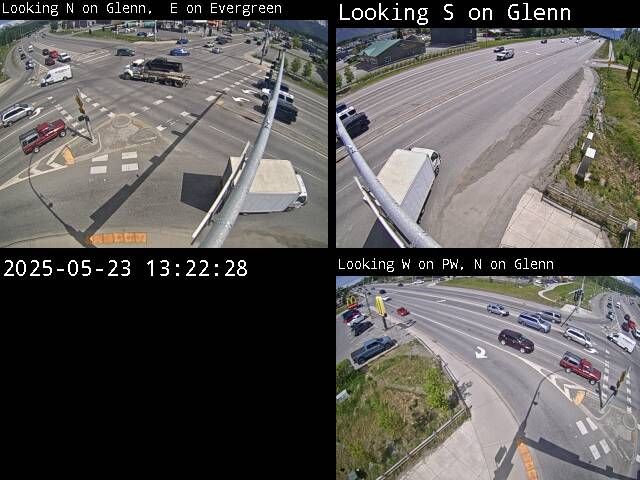 Looking N on Glenn, E on Evergreen
Looking S on Glenn
2025-05-23 13:22:28
Looking W on PW, N on Glenn